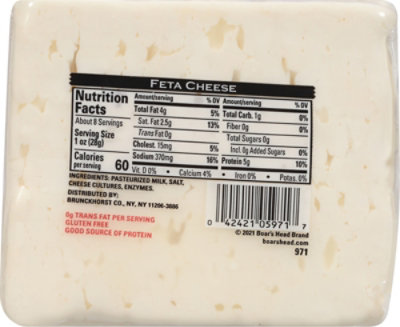 FETA CHEESE
Nutrition Facts
About 8 Servings
Serving Size
1 oz (28g)
Calories per serving 60
Amount/serving % DV
Total Fat 4g 5%
Sat. Fat 2.5g 13%
Trans Fat 0g
Cholest. 15mg 5%
Sodium 370mg 16%
Amount/serving % DV
Total Carb. 1g 0%
Fiber 0g 0%
Total Sugars 0g
Incl. 0g Added Sugars 0%
Protein 5g 10%
Vit. D 0% • Calcium 4% • Iron 0% • Potas. 0%
INGREDIENTS: PASTEURIZED MILK, SALT,
CHEESE CULTURES, ENZYMES.
DISTRIBUTED BY:
BRUNCKHORST CO., NY, NY 11206-3886
0g TRANS FAT PER SERVING
GLUTEN FREE
GOOD SOURCE OF PROTEIN
0 42421 05971 7
© 2021 Boar's Head Brand
boarshead.com
971